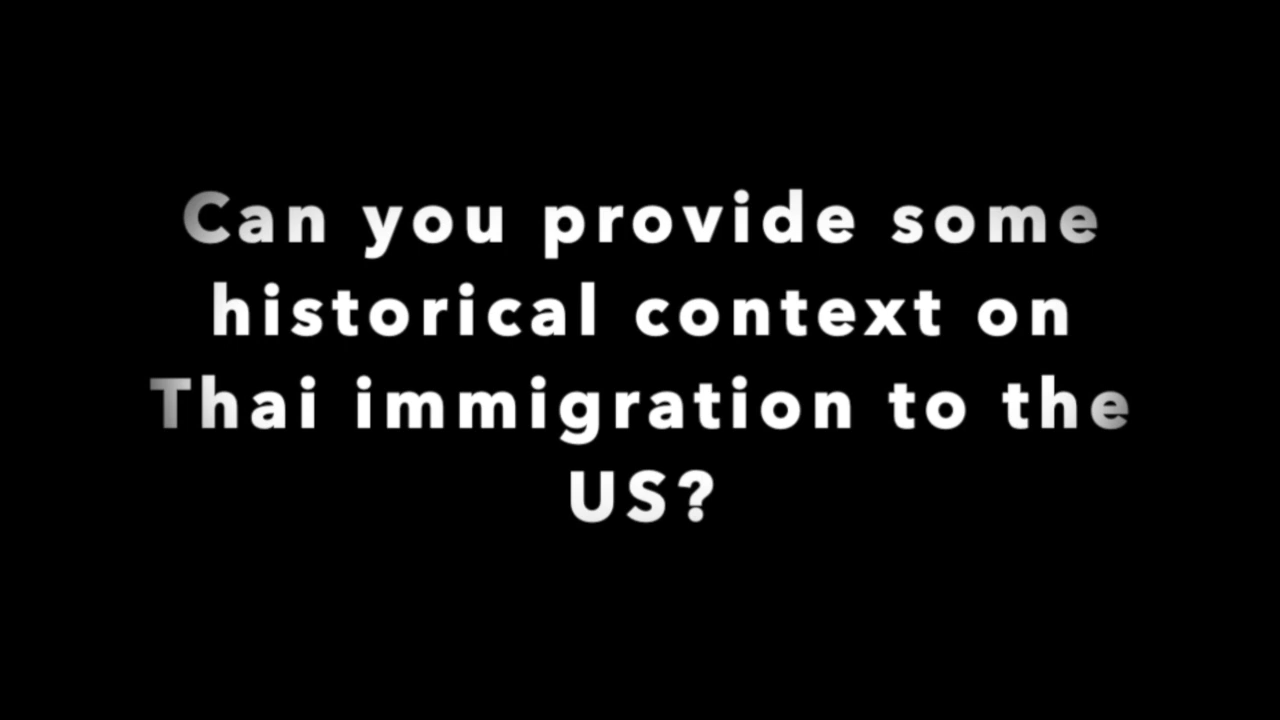 Can you provide some
historical context on
Thai immigration to the
US?